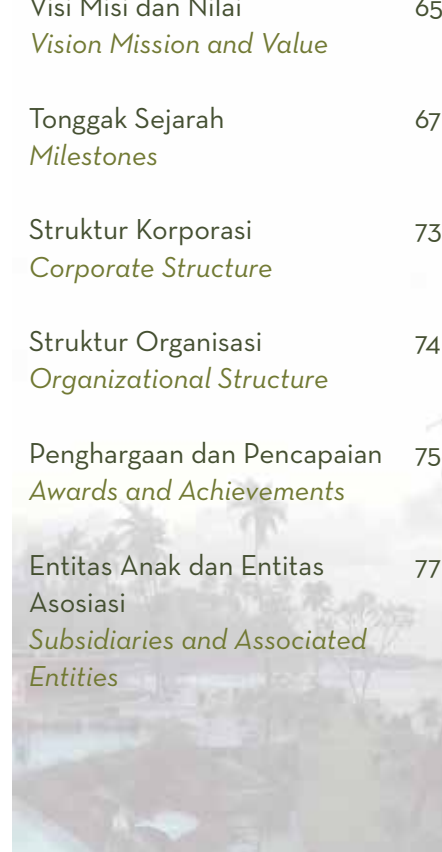 Visi Misi dan Nilai 65
Vision Mission and Value
Tonggak Sejarah 67
Milestones
Struktur Korporasi 73
Corporate Structure
Struktur Organisasi 74
Organizational Structure
Penghargaan dan Pencapaian 75
Awards and Achievements
Entitas Anak dan Entitas 77
Asosiasi
Subsidiaries and Associated
Entities